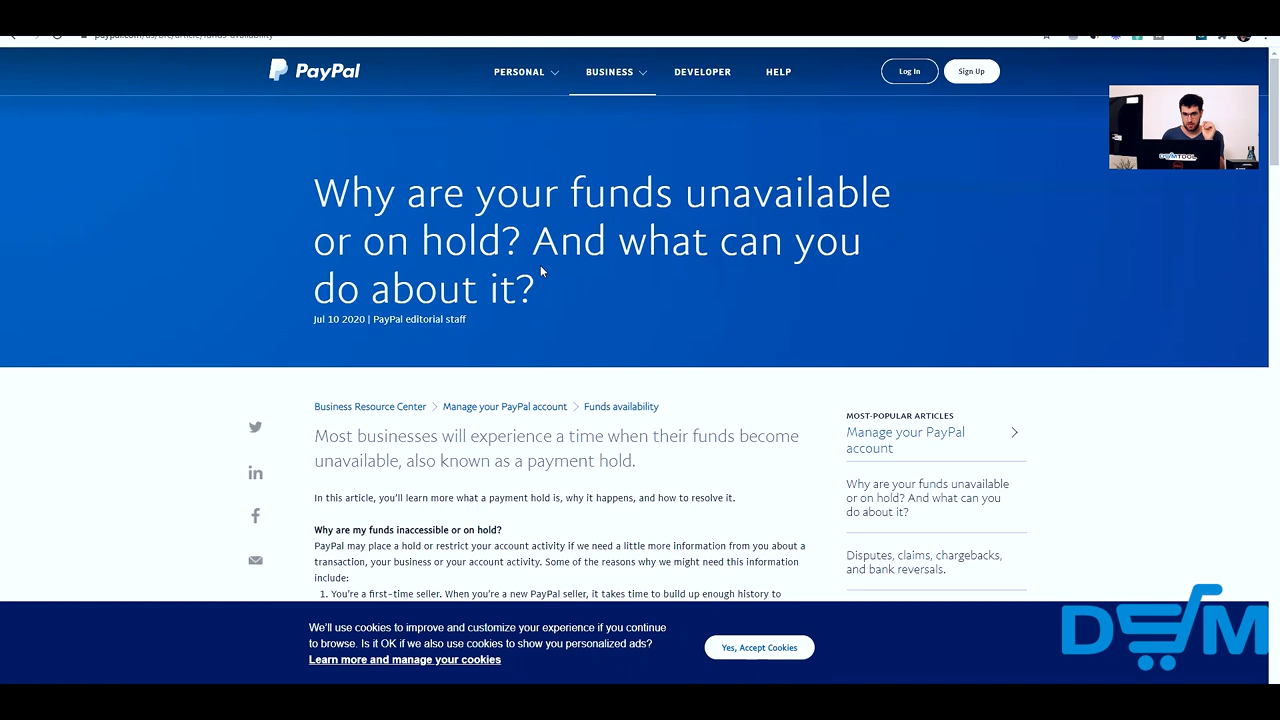 paypal.com/us/brc/article/funds-availability
PayPal
PERSONAL
BUSINESS
DEVELOPER
HELP
Log In
Sign Up
DSMTOOL
Why are your funds unavailable
or on hold? And what can you
do about it?
Jul 10 2020 | PayPal editorial staff
Business Resource Center
Manage your PayPal account
Funds availability
Most businesses will experience a time when their funds become
unavailable, also known as a payment hold.
In this article, you'll learn more what a payment hold is, why it happens, and how to resolve it.
Why are my funds inaccessible or on hold?
PayPal may place a hold or restrict your account activity if we need a little more information from you about a
transaction, your business or your account activity. Some of the reasons why we might need this information
include:
1. You're a first-time seller. When you're a new PayPal seller, it takes time to build up enough history to
MOST-POPULAR ARTICLES
Manage your PayPal
account
Why are your funds unavailable
or on hold? And what can you
do about it?
Disputes, claims, chargebacks,
and bank reversals.
We'll use cookies to improve and customize your experience if you continue
to browse. Is it OK if we also use cookies to show you personalized ads?
Learn more and manage your cookies
Yes, Accept Cookies
DSM